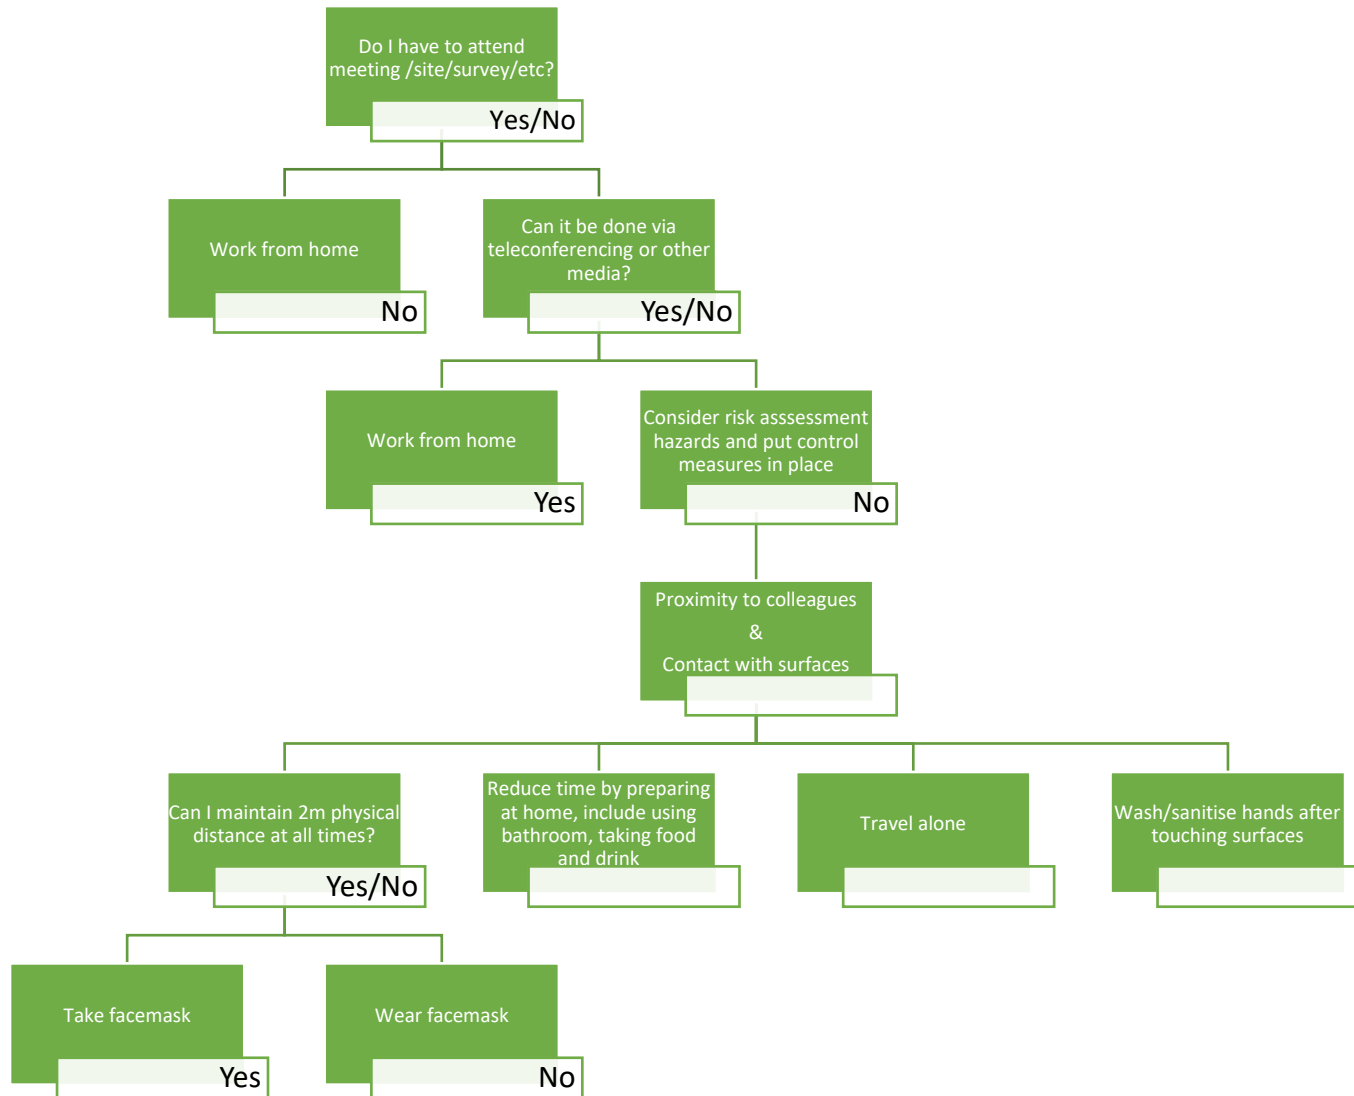 Do I have to attend
meeting /site/survey/etc?
Yes/No
Work from home
No
Can it be done via
teleconferencing or other
media?
Yes/No
Work from home
Yes
Consider risk asssessment
hazards and put control
measures in place
No
Proximity to colleagues
&
Contact with surfaces
Can I maintain 2m physical
distance at all times?
Yes/No
Reduce time by preparing
at home, include using
bathroom, taking food
and drink
Travel alone
Wash/sanitise hands after
touching surfaces
Take facemask
Yes
Wear facemask
No